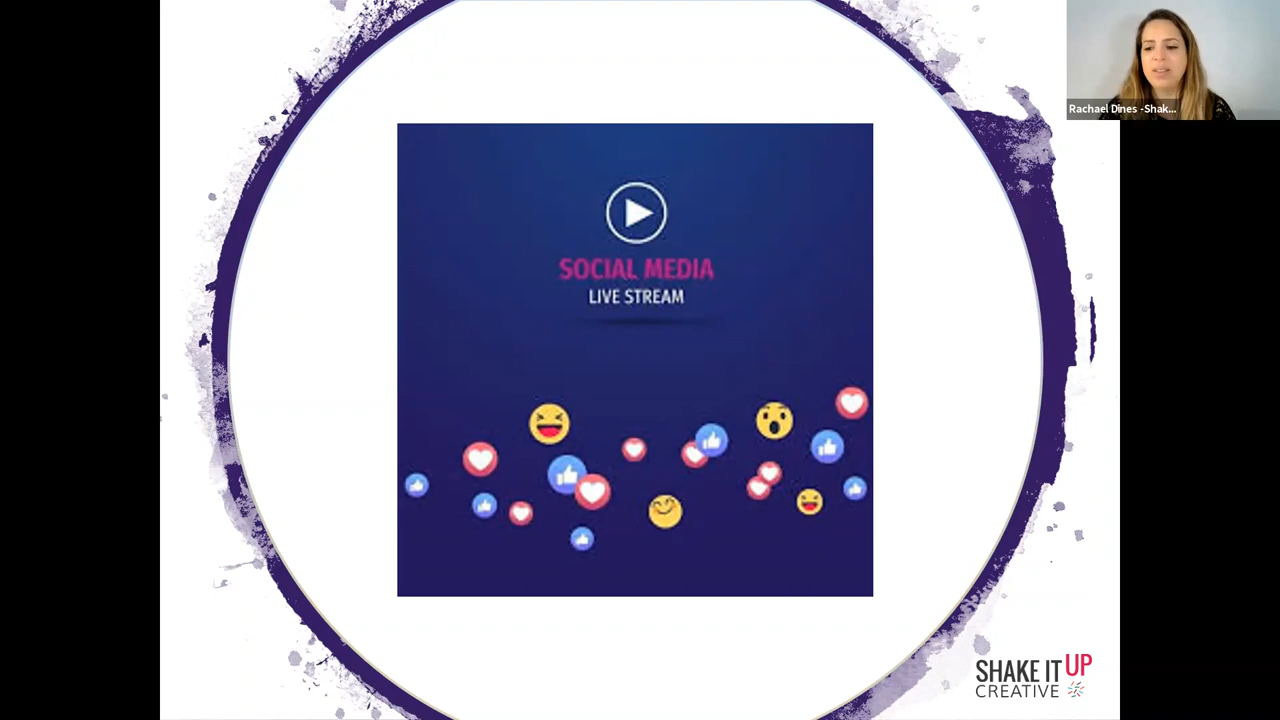 Rachael Dines -Shak...
SOCIAL MEDIA
LIVE STREAM
SHAKE IT UP
CREATIVE